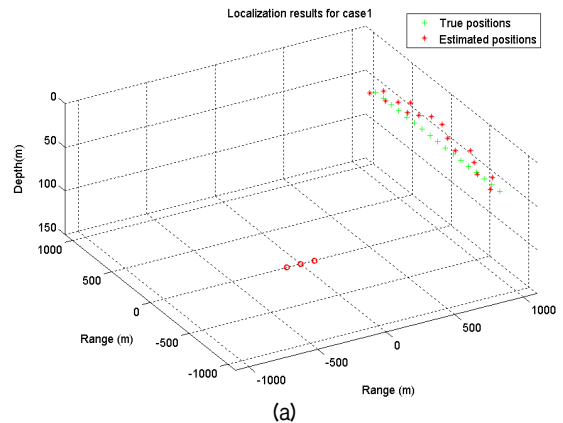 Localization results for case1
True positions
Estimated positions
0
50
100
150
Depth(m)
1000
500
0
-500
-1000
Range (m)
-1000
-500
0
500
1000
Range (m)
(a)